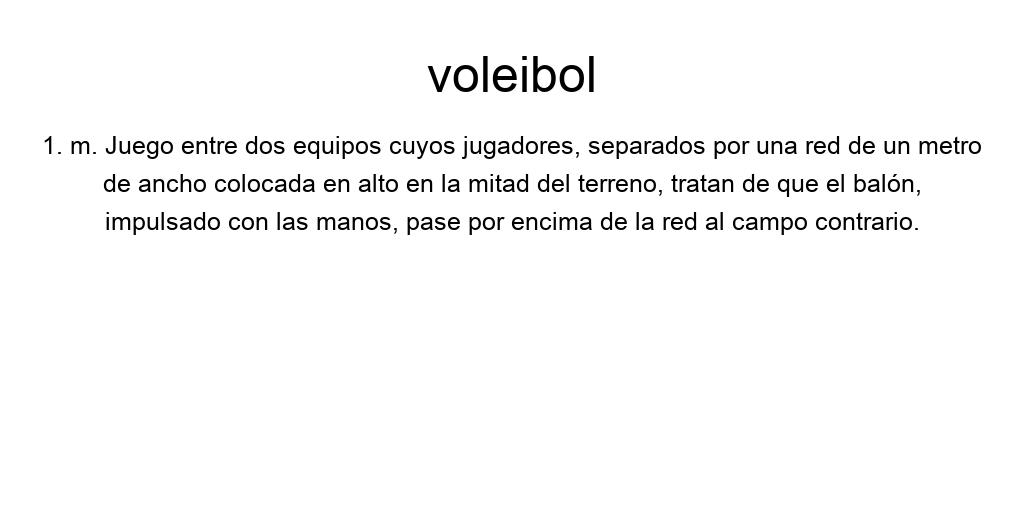 voleibol
1. m. Juego entre dos equipos cuyos jugadores, separados por una red de un metro
de ancho colocada en alto en la mitad del terreno, tratan de que el balón,
impulsado con las manos, pase por encima de la red al campo contrario.